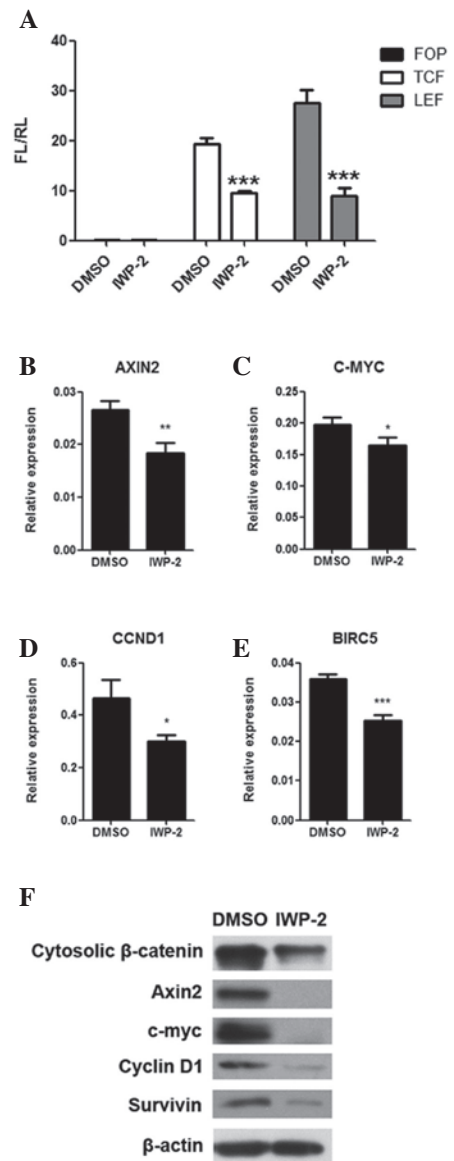 A
FOP
TCF
LEF
FL/RL
40
30
20
10
0
***
***
DMSO
IWP-2
DMSO
IWP-2
DMSO
IWP-2
B
AXIN2
Relative expression
0.03
0.02
0.01
0.00
**
DMSO
IWP-2
C
C-MYC
Relative expression
0.25
0.20
0.15
0.10
0.05
0.00
*
DMSO
IWP-2
D
CCND1
Relative expression
0.6
0.4
0.2
0.0
*
DMSO
IWP-2
E
BIRC5
Relative expression
0.04
0.03
0.02
0.01
0.00
***
DMSO
IWP-2
F
DMSO IWP-2
Cytosolic β-catenin
Axin2
c-myc
Cyclin D1
Survivin
β-actin